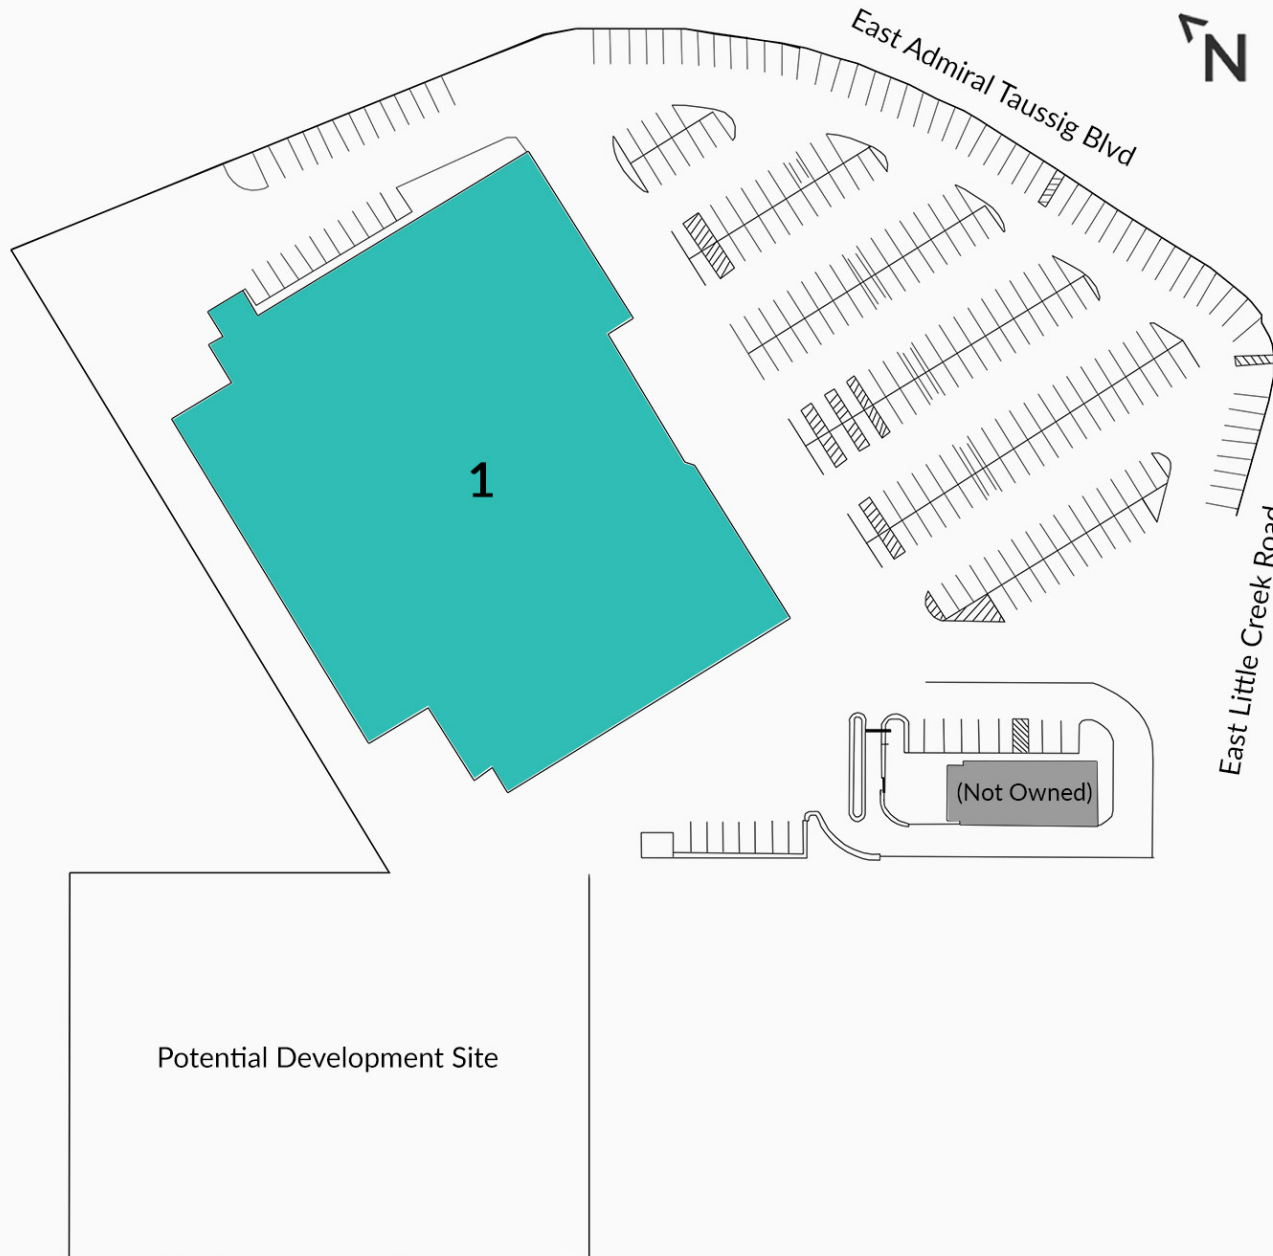 East Admiral Taussig Blvd
N
1
East Little Creek Road
(Not Owned)
Potential Development Site